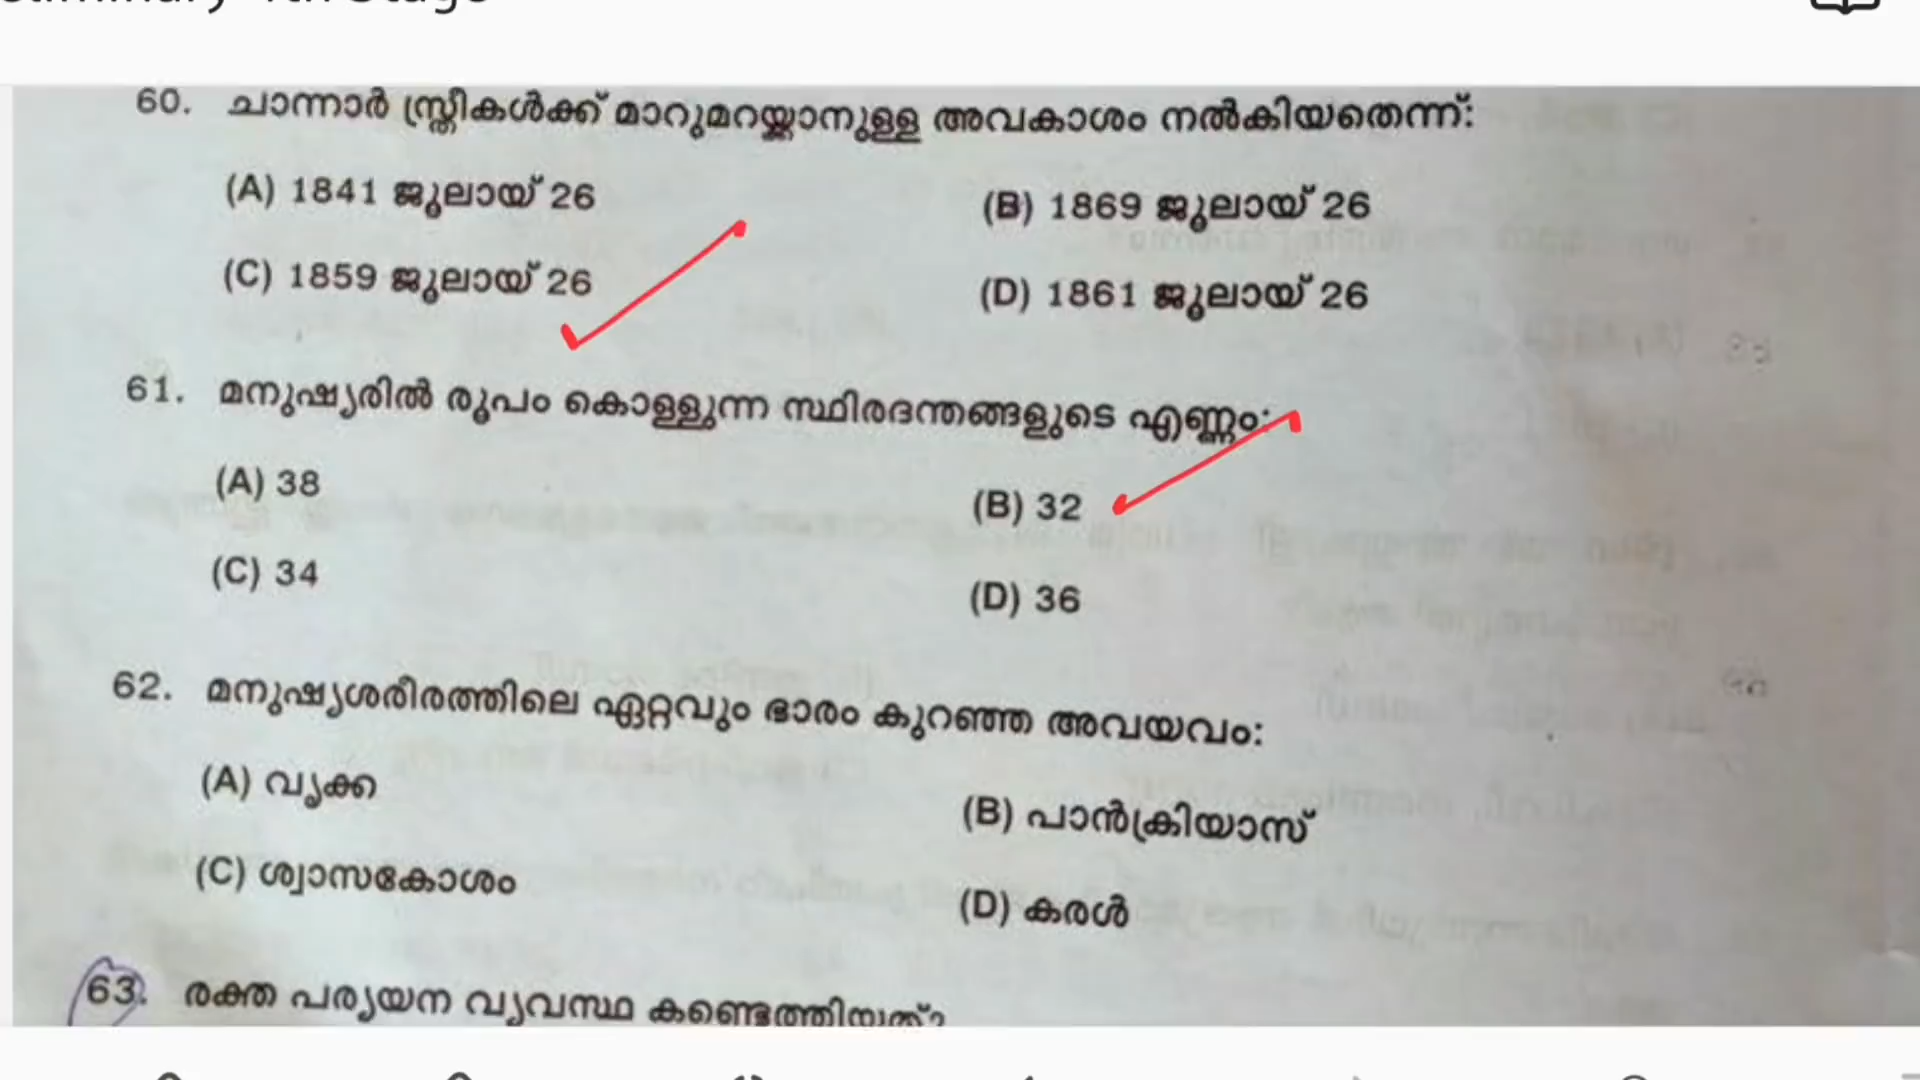 60. ചാന്നാർ സ്ത്രീകൾക്ക് മാറുമറയ്ക്കാനുള്ള അവകാശം നൽകിയതെന്ന്:
(A) 1841 ജൂലായ് 26 (B) 1869 ജൂലായ് 26
(C) 1859 ജൂലായ് 26 (D) 1861 ജൂലായ് 26
61. മനുഷ്യരിൽ രൂപം കൊള്ളുന്ന സ്ഥിരദന്തങ്ങളുടെ എണ്ണം:
(A) 38 (B) 32
(C) 34 (D) 36
62. മനുഷ്യശരീരത്തിലെ ഏറ്റവും ഭാരം കുറഞ്ഞ അവയവം:
(A) വൃക്ക (B) പാൻക്രിയാസ്
(C) ശ്വാസകോശം (D) കരൾ
63. രക്ത പര്യയന വ്യവസ്ഥ കണ്ടെത്തിയത്?